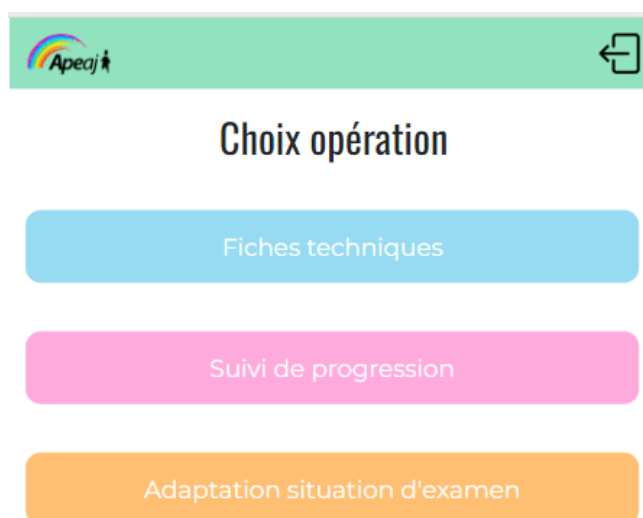 Apeaj
Choix opération
Fiches techniques
Suivi de progression
Adaptation situation d'examen